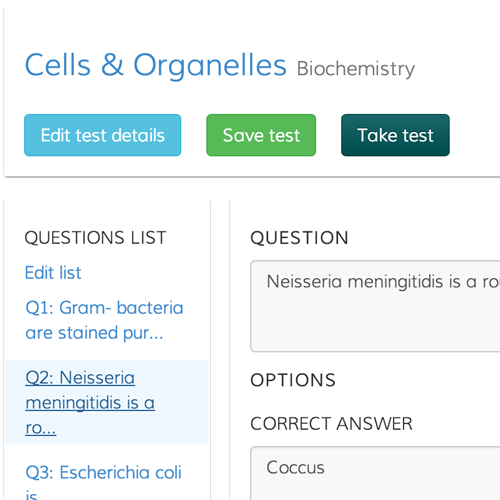 Cells & Organelles Biochemistry
Edit test details
Save test
Take test
QUESTIONS LIST
Edit list
Q1: Gram- bacteria
are stained pur...
Q2: Neisseria
meningitidis is a
ro...
Q3: Escherichia coli
is
QUESTION
Neisseria meningitidis is a ro
OPTIONS
CORRECT ANSWER
Coccus